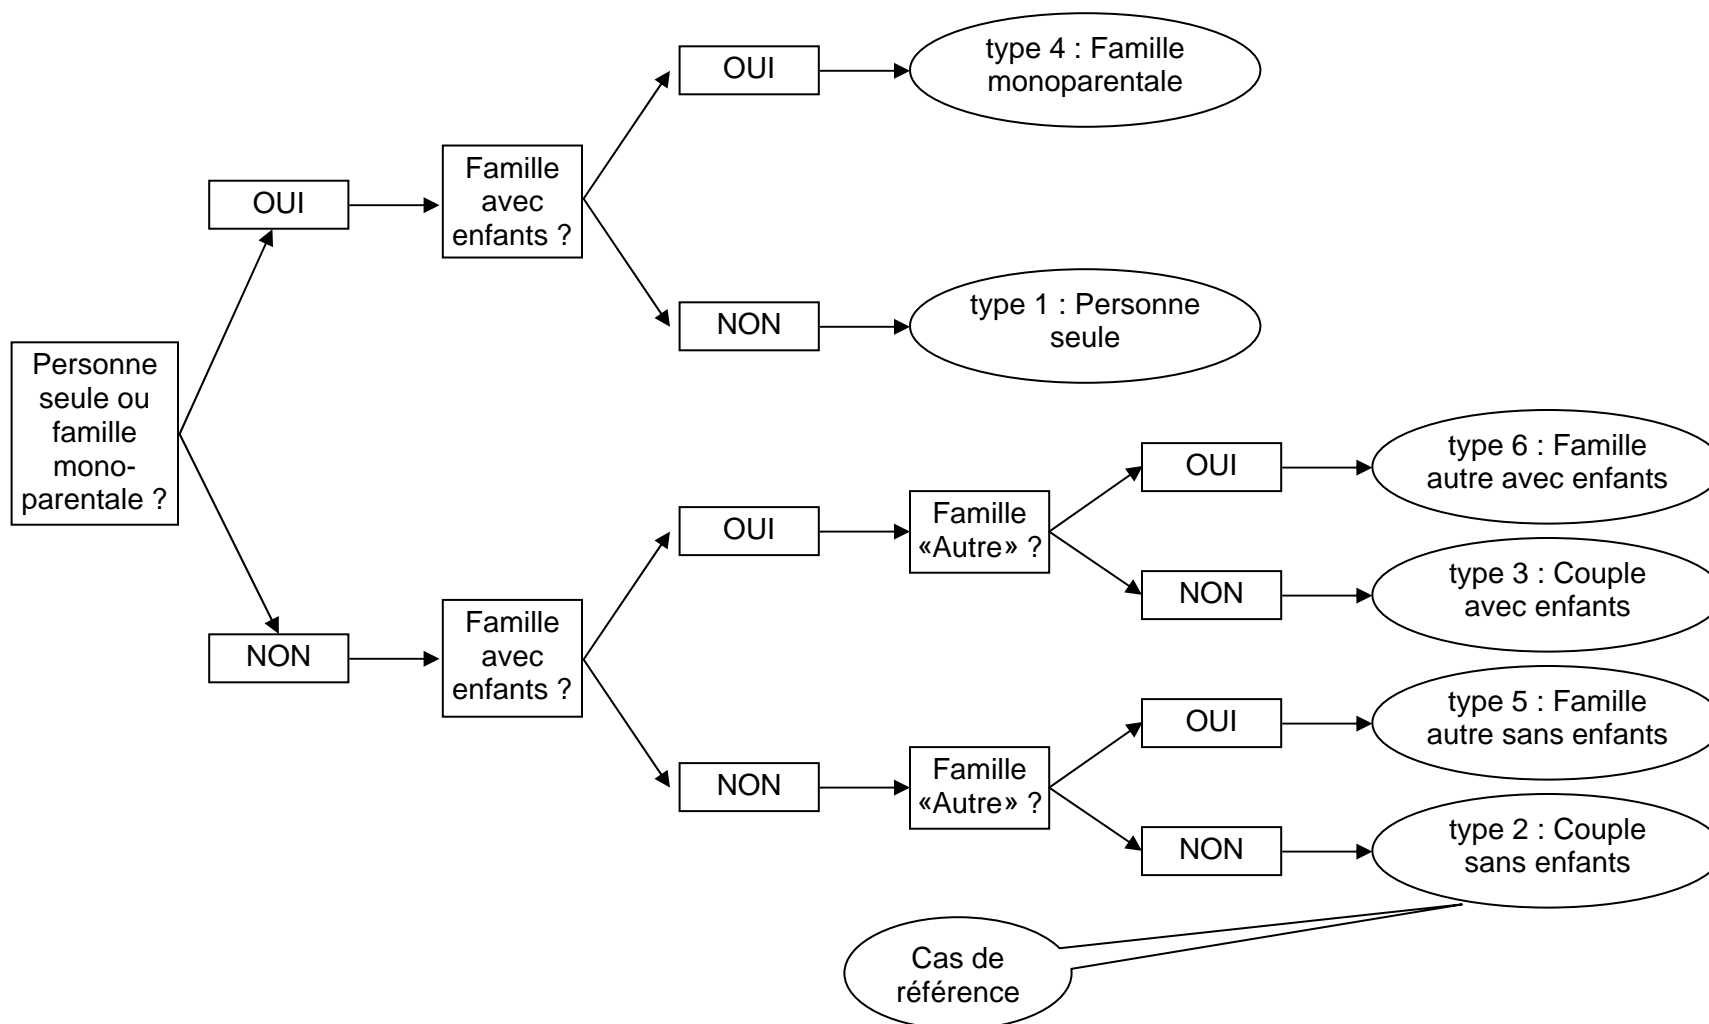 Personne
seule ou
famille
mono-
parentale ?
OUI
Famille
avec
enfants ?
OUI
type 4 : Famille
monoparentale
NON
type 1 : Personne
seule
NON
Famille
avec
enfants ?
OUI
Famille
«Autre» ?
OUI
type 6 : Famille
autre avec enfants
NON
type 3 : Couple
avec enfants
NON
Famille
«Autre» ?
OUI
type 5 : Famille
autre sans enfants
NON
type 2 : Couple
sans enfants
Cas de
référence